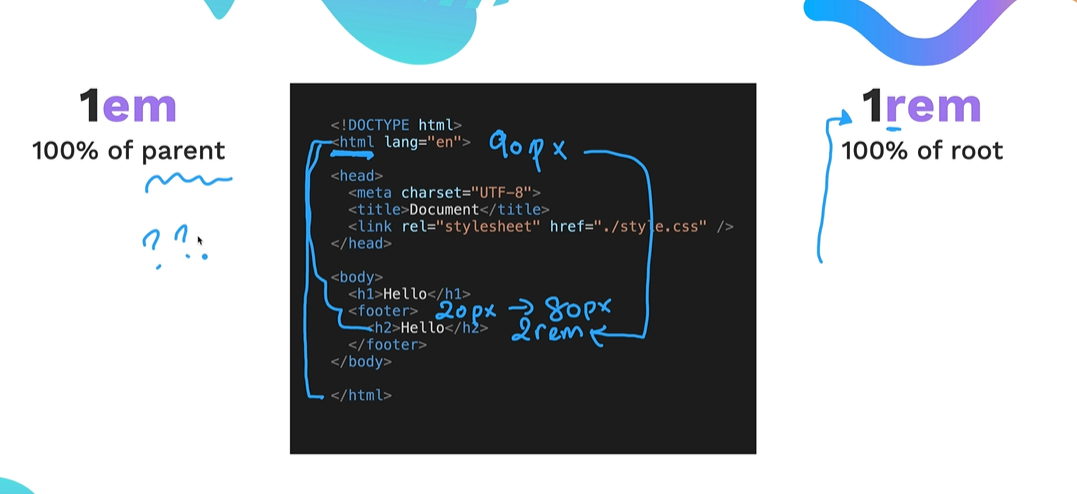 1em
100% of parent
? ?
<!DOCTYPE html>
<html lang="en"> 90px
<head>
<meta charset="UTF-8">
<title>Document</title>
<link rel="stylesheet" href="./style.css" />
</head>
<body>
<h1>Hello</h1>
<footer> 20px → 80px
<h2>Hello</h2> 2rem
</footer>
</body>
</html>
1rem
100% of root